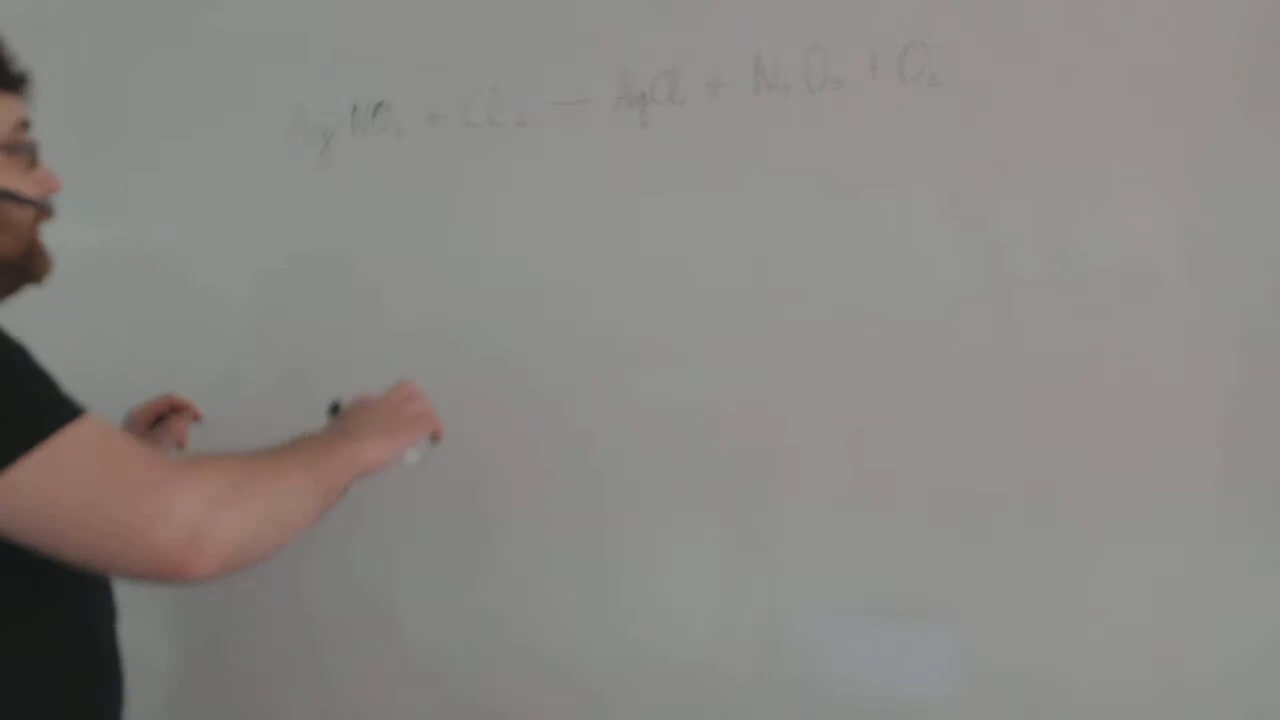 AgNO₃ + Cl₂ — AgCl + N₂O₅ + O₂